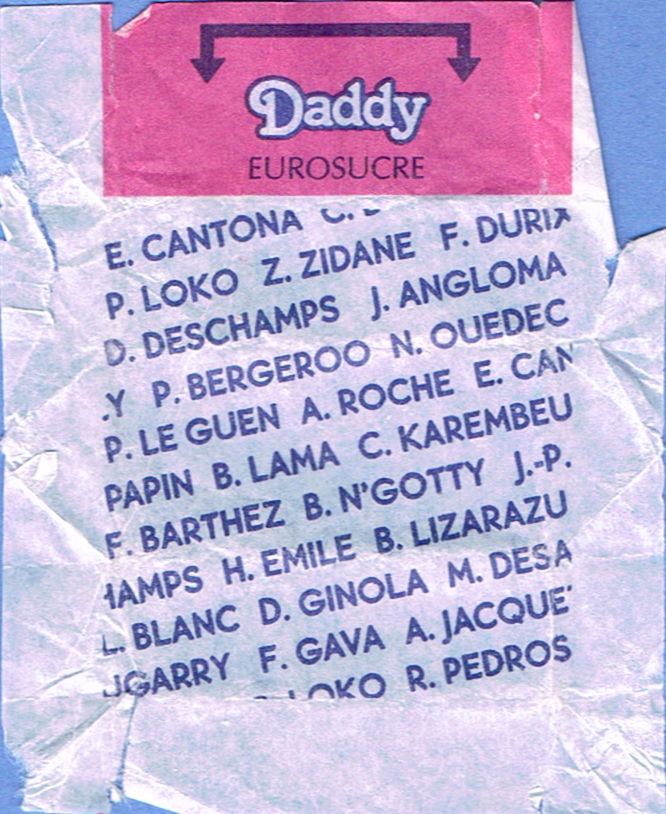 Daddy
EUROSUCRE
E. CANTONA C.
P. LOKO Z. ZIDANE F. DURIX
D. DESCHAMPS J. ANGLOMA
.Y P. BERGEROO N. OUEDEC
P. LE GUEN A. ROCHE E. CAN
PAPIN B. LAMA C. KAREMBEU
F. BARTHEZ B. N'GOTTY J.-P.
HAMPS H. EMILE B. LIZARAZU
L. BLANC D. GINOLA M. DESA
UGARRY F. GAVA A. JACQUE
LOKO R. PEDROS